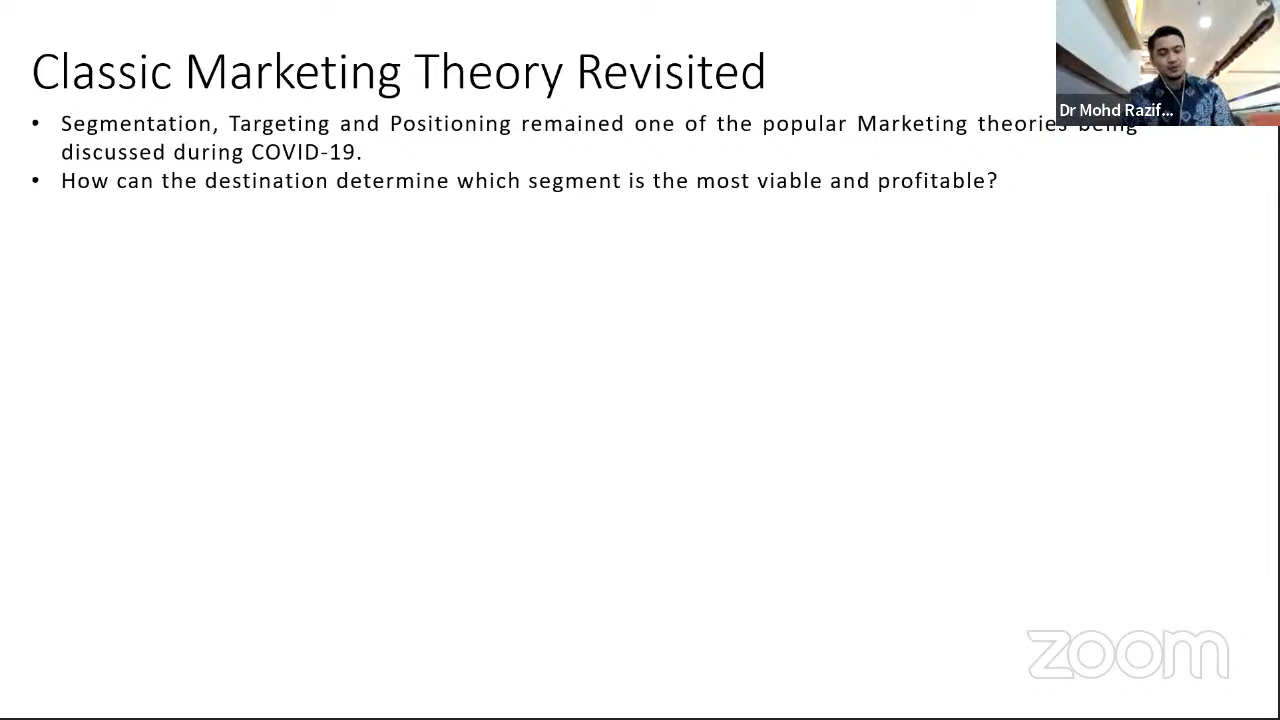 Classic Marketing Theory Revisited
• Segmentation, Targeting and Positioning remained one of the popular Marketing theories being
discussed during COVID-19.
• How can the destination determine which segment is the most viable and profitable?
Dr Mohd Razif...
zoom